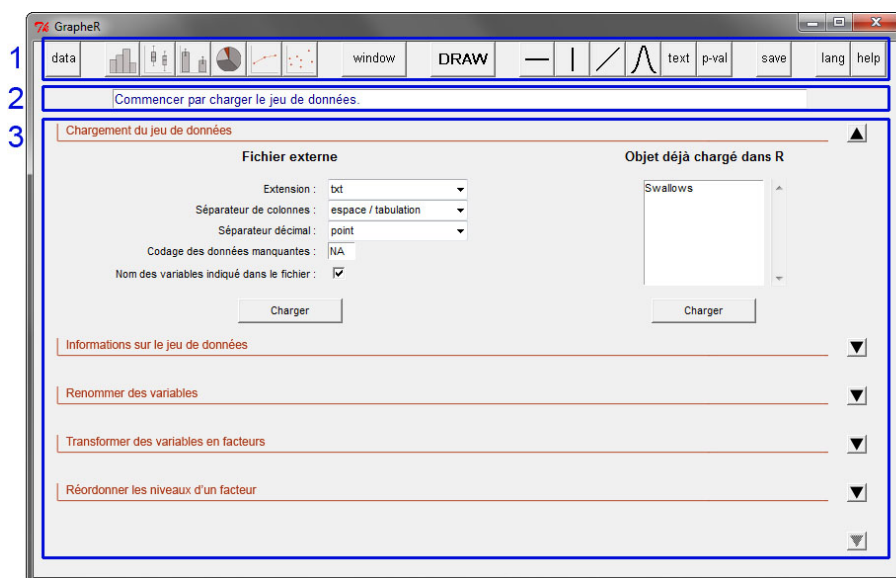 GrapheR
1
data window DRAW text p-val save lang help
2
Commencer par charger le jeu de données.
3
Chargement du jeu de données
Fichier externe
Objet déjà chargé dans R
Extension : txt
Swallows
Séparateur de colonnes : espace / tabulation
Séparateur décimal : point
Codage des données manquantes : NA
Nom des variables indiqué dans le fichier :
Charger
Charger
Informations sur le jeu de données
Renommer des variables
Transformer des variables en facteurs
Réordonner les niveaux d'un facteur